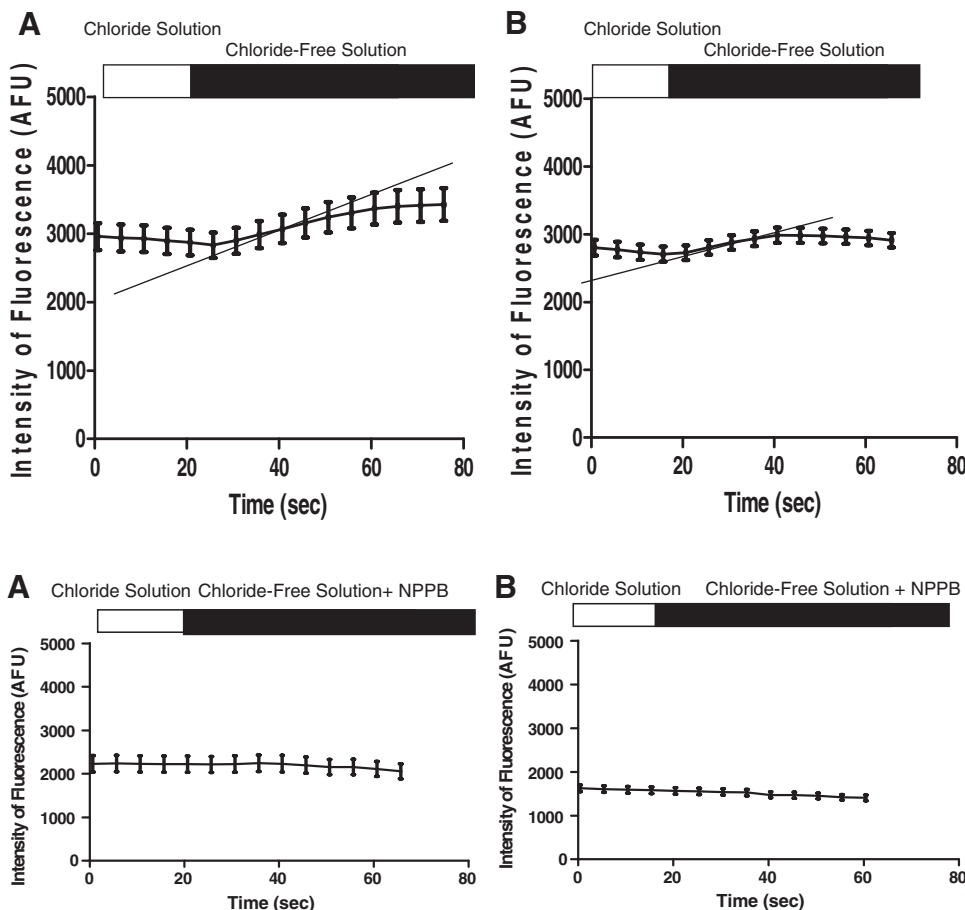 A
Chloride Solution
Chloride-Free Solution
Intensity of Fluorescence (AFU)
5000
4000
3000
2000
1000
0
0 20 40 60 80
Time (sec)
B
Chloride Solution
Chloride-Free Solution
Intensity of Fluorescence (AFU)
5000
4000
3000
2000
1000
0
0 20 40 60 80
Time (sec)
A
Chloride Solution Chloride-Free Solution+ NPPB
Intensity of Fluorescence (AFU)
5000
4000
3000
2000
1000
0
0 20 40 60 80
Time (sec)
B
Chloride Solution Chloride-Free Solution + NPPB
Intensity of Fluorescence (AFU)
5000
4000
3000
2000
1000
0
0 20 40 60 80
Time (sec)